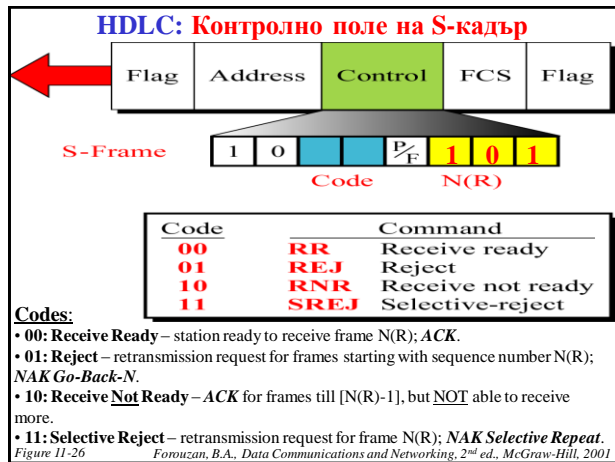 HDLC: Контролно поле на S-кадър
Flag Address Control FCS Flag
S-Frame 1 0 P/F 1 0 1
Code N(R)
Code Command
00 RR Receive ready
01 REJ Reject
10 RNR Receive not ready
11 SREJ Selective-reject
Codes:
• 00: Receive Ready – station ready to receive frame N(R); ACK.
• 01: Reject – retransmission request for frames starting with sequence number N(R);
NAK Go-Back-N.
• 10: Receive Not Ready – ACK for frames till [N(R)-1], but NOT able to receive
more.
• 11: Selective Reject – retransmission request for frame N(R); NAK Selective Repeat.
Figure 11-26 Forouzan, B.A., Data Communications and Networking, 2nd ed., McGraw-Hill, 2001